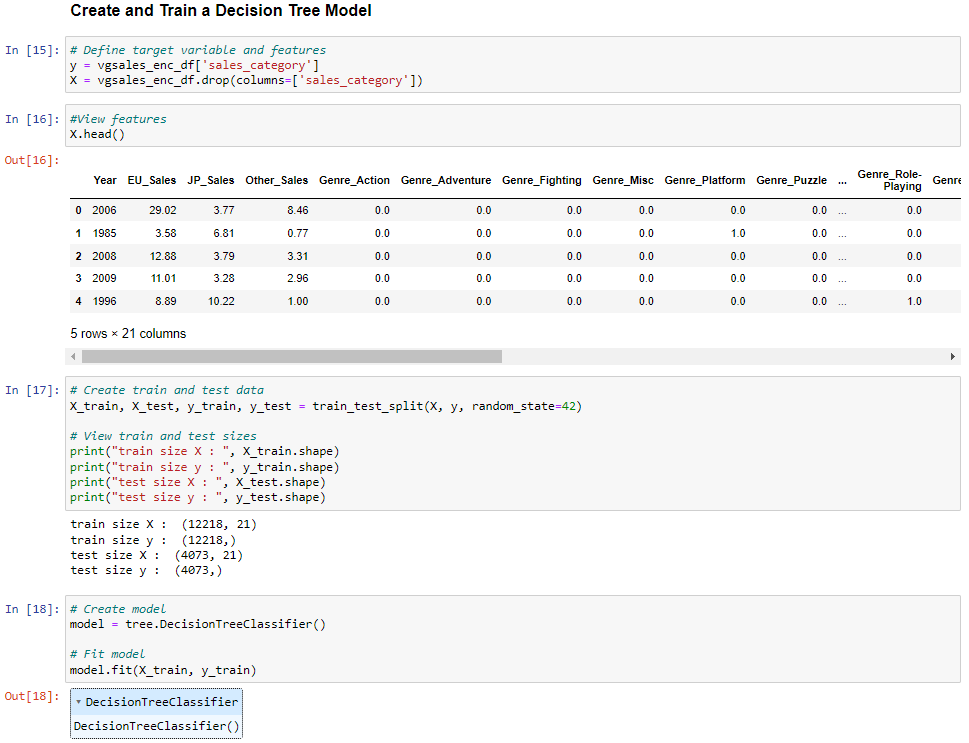 Create and Train a Decision Tree Model
In [15]: # Define target variable and features
y = vgsales_enc_df['sales_category']
X = vgsales_enc_df.drop(columns=['sales_category'])
In [16]: #View features
X.head()
Out[16]:
Year EU_Sales JP_Sales Other_Sales Genre_Action Genre_Adventure Genre_Fighting Genre_Misc Genre_Platform Genre_Puzzle ... Genre_Role-
Playing Genre
0 2006 29.02 3.77 8.46 0.0 0.0 0.0 0.0 0.0 0.0 ... 0.0
1 1985 3.58 6.81 0.77 0.0 0.0 0.0 0.0 1.0 0.0 ... 0.0
2 2008 12.88 3.79 3.31 0.0 0.0 0.0 0.0 0.0 0.0 ... 0.0
3 2009 11.01 3.28 2.96 0.0 0.0 0.0 0.0 0.0 0.0 ... 0.0
4 1996 8.89 10.22 1.00 0.0 0.0 0.0 0.0 0.0 0.0 ... 1.0
5 rows × 21 columns
In [17]: # Create train and test data
X_train, X_test, y_train, y_test = train_test_split(X, y, random_state=42)
# View train and test sizes
print("train size X : ", X_train.shape)
print("train size y : ", y_train.shape)
print("test size X : ", X_test.shape)
print("test size y : ", y_test.shape)
train size X :  (12218, 21)
train size y :  (12218,)
test size X :  (4073, 21)
test size y :  (4073,)
In [18]: # Create model
model = tree.DecisionTreeClassifier()
# Fit model
model.fit(X_train, y_train)
Out[18]: ▾ DecisionTreeClassifier
DecisionTreeClassifier()